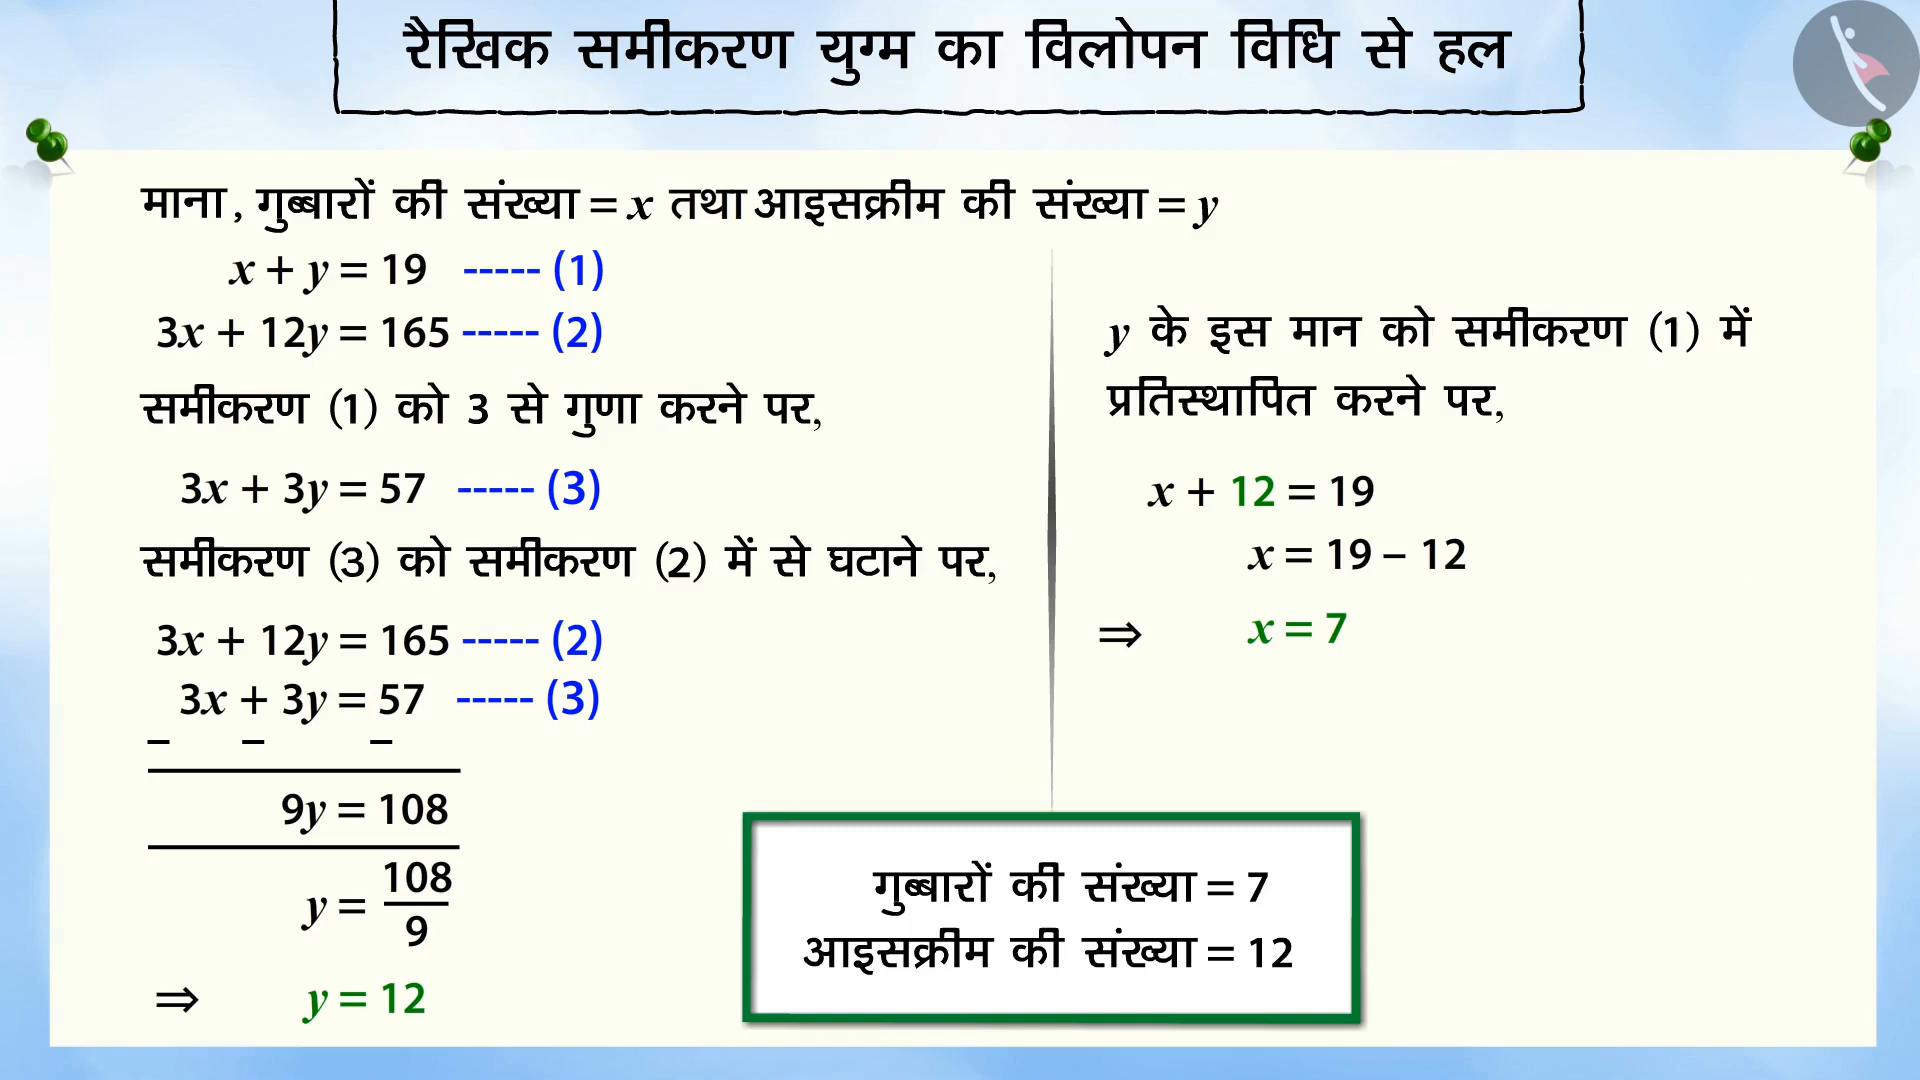 रैखिक समीकरण युग्म का विलोपन विधि से हल
माना, गुब्बारों की संख्या = x तथा आइसक्रीम की संख्या = y
x + y = 19 ----- (1)
3x + 12y = 165 ----- (2)
समीकरण (1) को 3 से गुणा करने पर,
3x + 3y = 57 ----- (3)
समीकरण (3) को समीकरण (2) में से घटाने पर,
3x + 12y = 165 ----- (2)
3x + 3y = 57 ----- (3)
– – –
9y = 108
y = 108/9
⇒ y = 12
y के इस मान को समीकरण (1) में
प्रतिस्थापित करने पर,
x + 12 = 19
x = 19 – 12
⇒ x = 7
गुब्बारों की संख्या = 7
आइसक्रीम की संख्या = 12